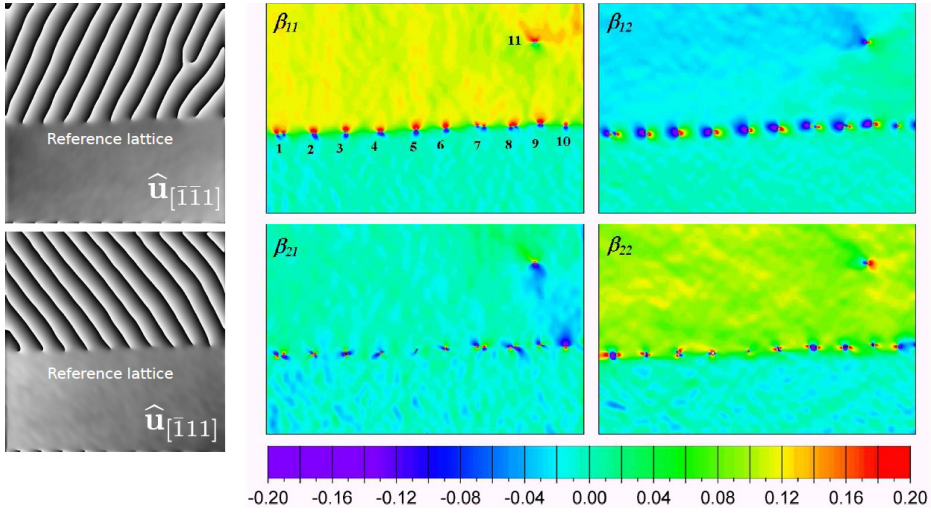 Reference lattice
û[1̄1̄1]
Reference lattice
û[1̄11]
β11
11
1 2 3 4 5 6 7 8 9 10
β12
β21
β22
-0.20 -0.16 -0.12 -0.08 -0.04 0.00 0.04 0.08 0.12 0.16 0.20